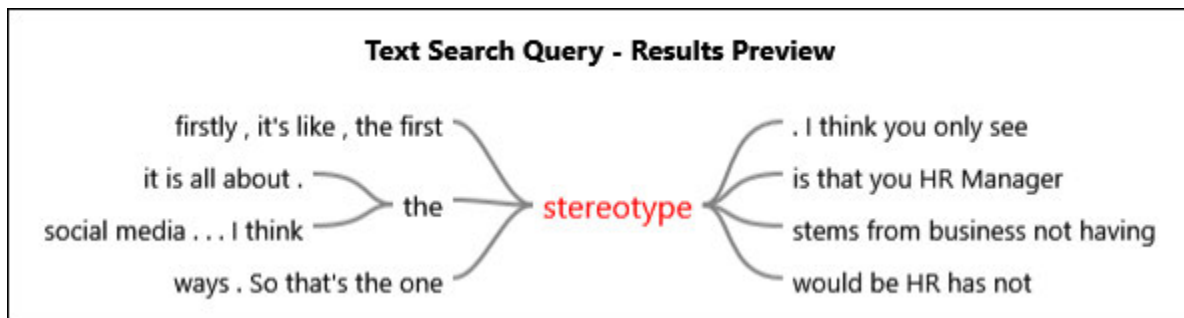 Text Search Query - Results Preview
firstly , it's like , the first
it is all about .
social media . . . I think
the
ways . So that's the one
stereotype
. I think you only see
is that you HR Manager
stems from business not having
would be HR has not